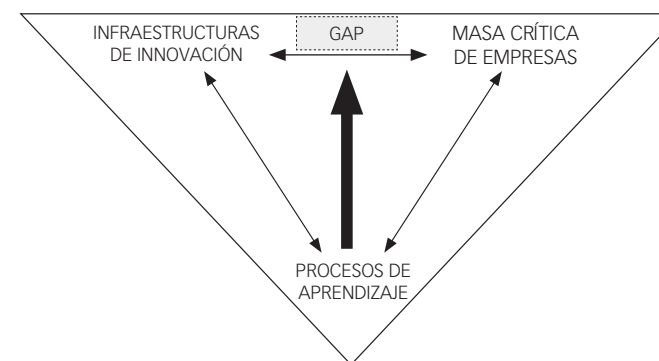 INFRAESTRUCTURAS
DE INNOVACIÓN
GAP
MASA CRÍTICA
DE EMPRESAS
PROCESOS DE
APRENDIZAJE